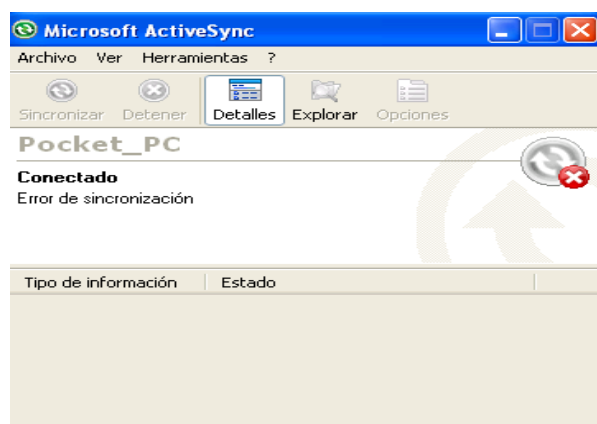 Microsoft ActiveSync
Archivo Ver Herramientas ?
Sincronizar Detener Detalles Explorar Opciones
Pocket_PC
Conectado
Error de sincronización
Tipo de información Estado